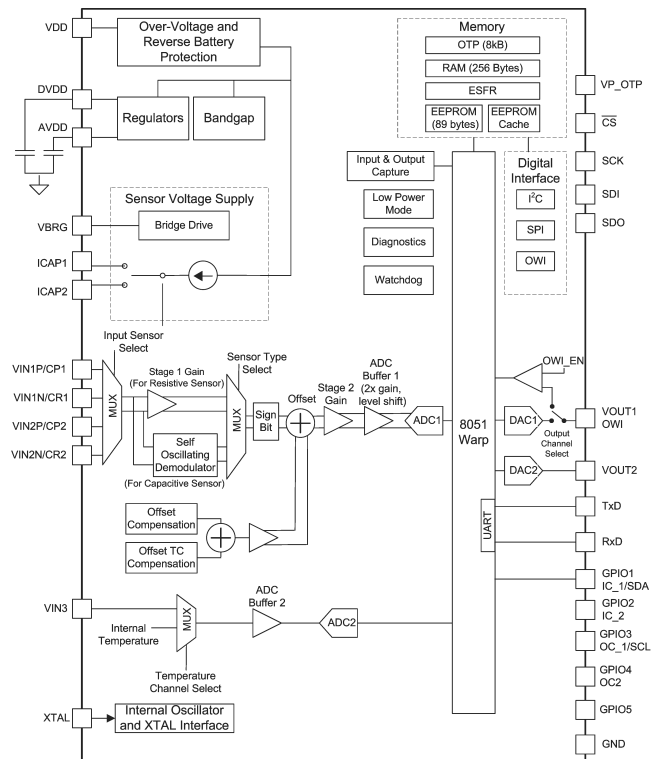 VDD
Over-Voltage and
Reverse Battery
Protection
DVDD
AVDD
Regulators
Bandgap
Sensor Voltage Supply
VBRG
Bridge Drive
ICAP1
ICAP2
Input Sensor
Select
Memory
OTP (8kB)
RAM (256 Bytes)
ESFR
EEPROM
(89 bytes)
EEPROM
Cache
Input & Output
Capture
Low Power
Mode
Diagnostics
Watchdog
Digital
Interface
I²C
SPI
OWI
VP_OTP
CS
SCK
SDI
SDO
VIN1P/CP1
VIN1N/CR1
VIN2P/CP2
VIN2N/CR2
MUX
Stage 1 Gain
(For Resistive Sensor)
Self
Oscillating
Demodulator
(For Capacitive Sensor)
Sensor Type
Select
MUX
Sign
Bit
Offset
Stage 2
Gain
ADC
Buffer 1
(2x gain,
level shift)
ADC1
8051
Warp
OWI_EN
DAC1
Output
Channel
Select
VOUT1
OWI
DAC2
VOUT2
Offset
Compensation
Offset TC
Compensation
UART
TxD
RxD
GPIO1
IC_1/SDA
GPIO2
IC_2
GPIO3
OC_1/SCL
GPIO4
OC2
GPIO5
GND
VIN3
Internal
Temperature
MUX
ADC
Buffer 2
ADC2
Temperature
Channel Select
XTAL
Internal Oscillator
and XTAL Interface